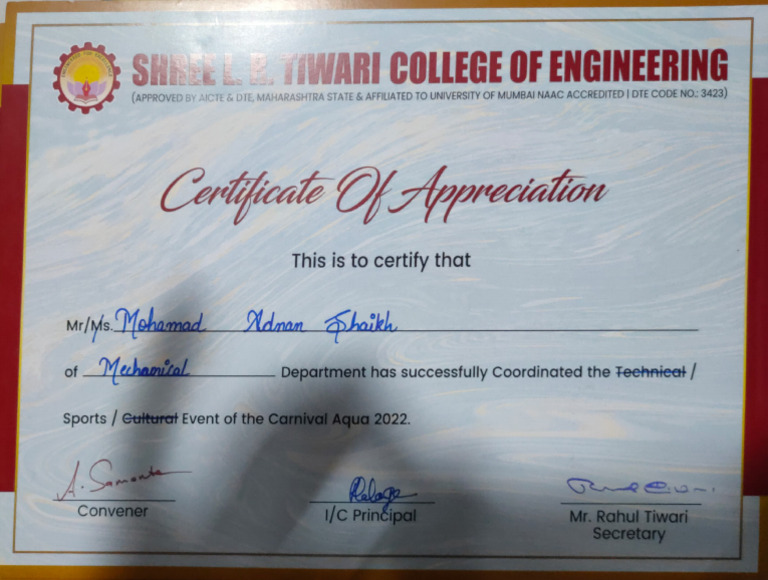 SHREE L. R. TIWARI COLLEGE OF ENGINEERING
(APPROVED BY AICTE & DTE, MAHARASHTRA STATE & AFFILIATED TO UNIVERSITY OF MUMBAI NAAC ACCREDITED | DTE CODE NO.: 3423)
Certificate Of Appreciation
This is to certify that
Mr/Ms. Mohamad Adnan Shaikh
of Mechanical Department has successfully Coordinated the Technical /
Sports / Cultural Event of the Carnival Aqua 2022.
A. Samanta
Convener
I/C Principal
Mr. Rahul Tiwari
Secretary